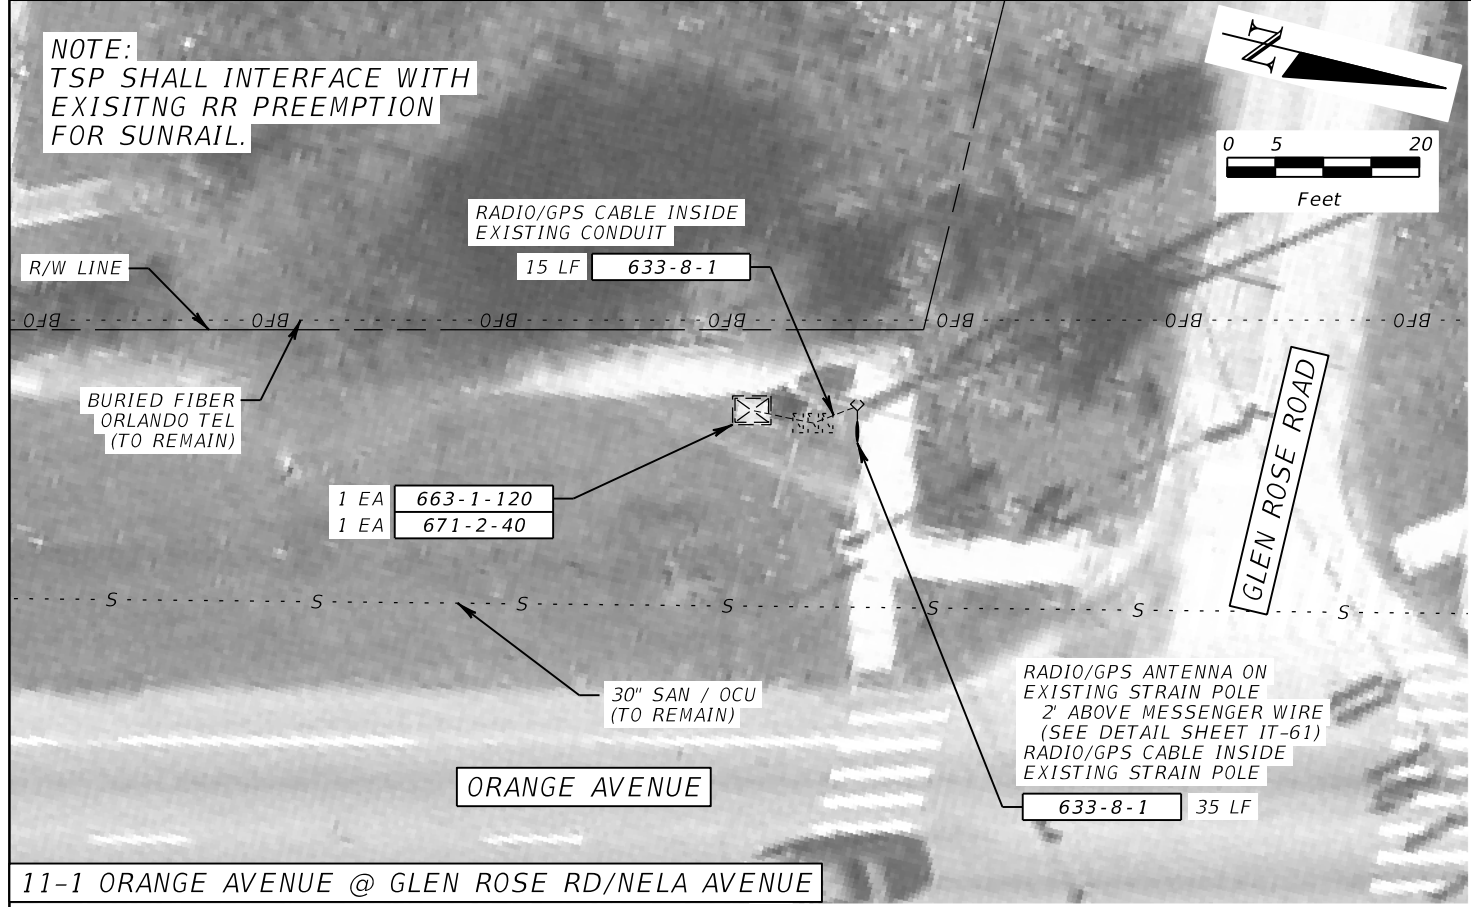 NOTE:
TSP SHALL INTERFACE WITH
EXISITNG RR PREEMPTION
FOR SUNRAIL.
N
0 5 20
Feet
RADIO/GPS CABLE INSIDE
EXISTING CONDUIT
15 LF 633-8-1
R/W LINE
BFO BFO BFO BFO BFO BFO BFO
BURIED FIBER
ORLANDO TEL
(TO REMAIN)
GLEN ROSE ROAD
1 EA 663-1-120
1 EA 671-2-40
S S S S S S S
30" SAN / OCU
(TO REMAIN)
RADIO/GPS ANTENNA ON
EXISTING STRAIN POLE
2' ABOVE MESSENGER WIRE
(SEE DETAIL SHEET IT-61)
RADIO/GPS CABLE INSIDE
EXISTING STRAIN POLE
633-8-1 35 LF
ORANGE AVENUE
11-1 ORANGE AVENUE @ GLEN ROSE RD/NELA AVENUE